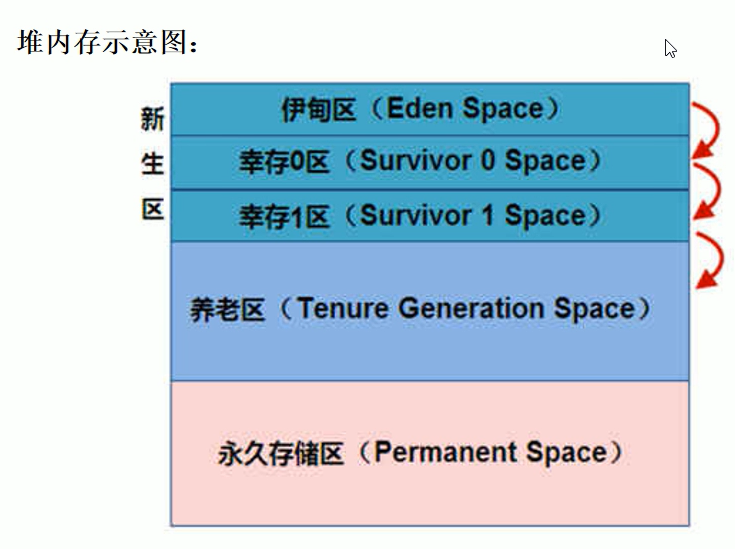 堆内存示意图：
新生区
伊甸区（Eden Space）
幸存0区（Survivor 0 Space）
幸存1区（Survivor 1 Space）
养老区（Tenure Generation Space）
永久存储区（Permanent Space）